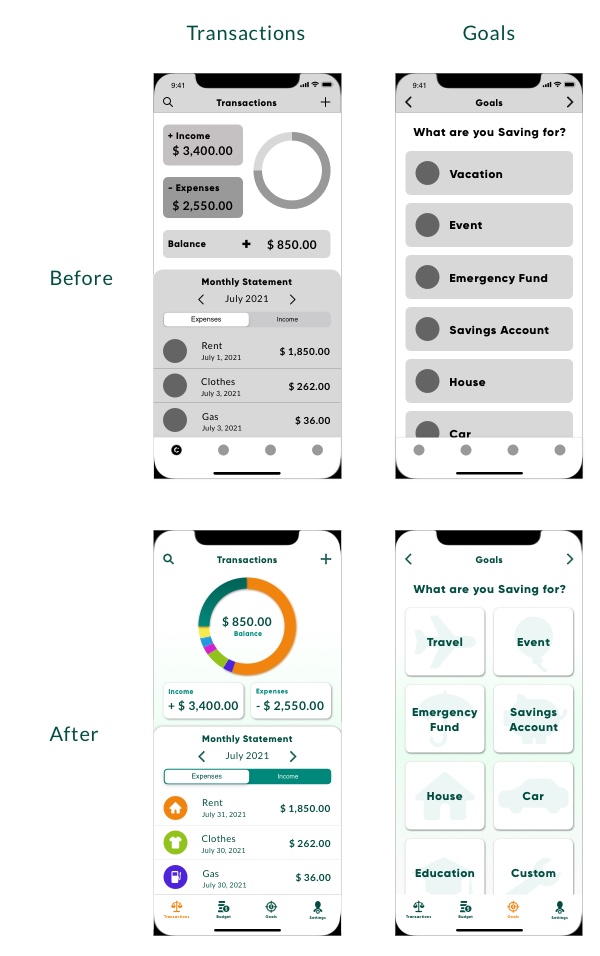 Transactions
Goals
Before
9:41
Transactions
+ Income
$ 3,400.00
- Expenses
$ 2,550.00
Balance + $ 850.00
Monthly Statement
July 2021
Expenses Income
Rent
July 1, 2021
$ 1,850.00
Clothes
July 3, 2021
$ 262.00
Gas
July 3, 2021
$ 36.00
C
9:41
Goals
What are you Saving for?
Vacation
Event
Emergency Fund
Savings Account
House
Car
After
Transactions
$ 850.00
Balance
Income
+ $ 3,400.00
Expenses
- $ 2,550.00
Monthly Statement
July 2021
Expenses Income
Rent
July 31, 2021
$ 1,850.00
Clothes
July 30, 2021
$ 262.00
Gas
July 30, 2021
$ 36.00
Transactions Budget Goals Settings
Goals
What are you Saving for?
Travel
Event
Emergency
Fund
Savings
Account
House
Car
Education
Custom
Transactions Budget Goals Settings